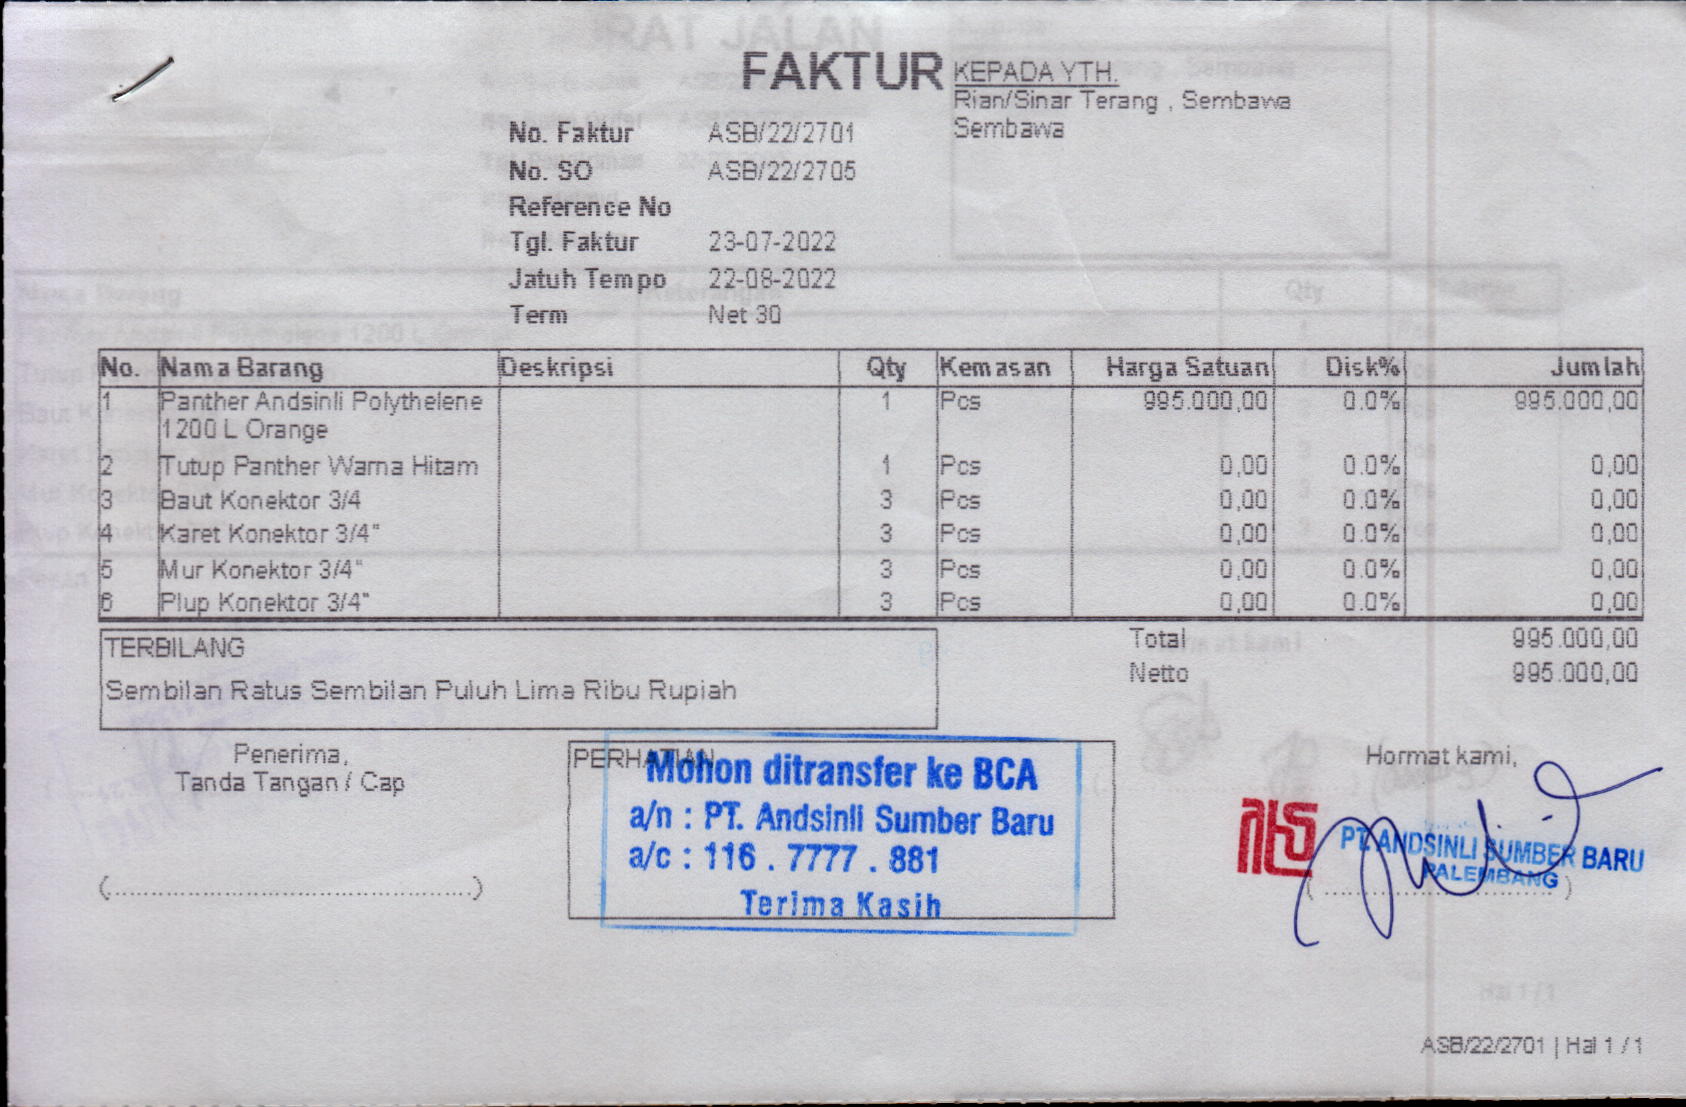 FAKTUR
KEPADA YTH.
Rian/Sinar Terang , Sembawa
Sembawa
No. Faktur ASB/22/2701
No. SO ASB/22/2705
Reference No
Tgl. Faktur 23-07-2022
Jatuh Tempo 22-08-2022
Term Net 30
No. Nama Barang Deskripsi Qty Kemasan Harga Satuan Disk% Jumlah
1 Panther Andsinli Polythelene 1 Pcs 995.000,00 0.0% 995.000,00
1200 L Orange
2 Tutup Panther Warna Hitam 1 Pcs 0,00 0.0% 0,00
3 Baut Konektor 3/4 3 Pcs 0,00 0.0% 0,00
4 Karet Konektor 3/4" 3 Pcs 0,00 0.0% 0,00
5 Mur Konektor 3/4" 3 Pcs 0,00 0.0% 0,00
6 Plup Konektor 3/4" 3 Pcs 0,00 0.0% 0,00
TERBILANG
Sembilan Ratus Sembilan Puluh Lima Ribu Rupiah
Total 995.000,00
Netto 995.000,00
Penerima,
Tanda Tangan / Cap
(................................................)
PERHATIAN
Mohon ditransfer ke BCA
a/n : PT. Andsinli Sumber Baru
a/c : 116 . 7777 . 881
Terima Kasih
Hormat kami,
PT. ANDSINLI SUMBER BARU
PALEMBANG
(................................)
ASB/22/2701 | Hal 1 / 1